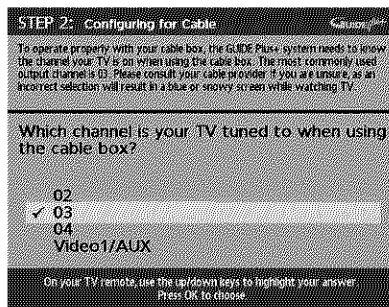 STEP 2: Configuring for Cable
GUIDE Plus+
To operate properly with your cable box, the GUIDE Plus+ system needs to know
the channel your TV is on when using the cable box. The most commonly used
output channel is 03. Please consult your cable provider if you are unsure, as an
incorrect selection will result in a blue or snowy screen while watching TV.
Which channel is your TV tuned to when using
the cable box?
02
✓ 03
04
Video1/AUX
On your TV remote, use the up/down keys to highlight your answer
Press OK to choose